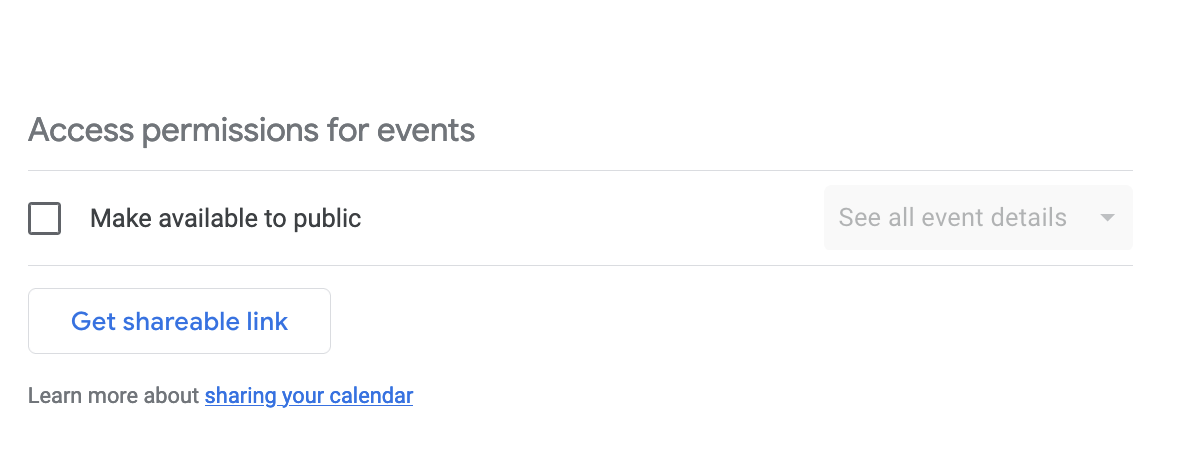 Access permissions for events
Make available to public
See all event details
Get shareable link
Learn more about sharing your calendar